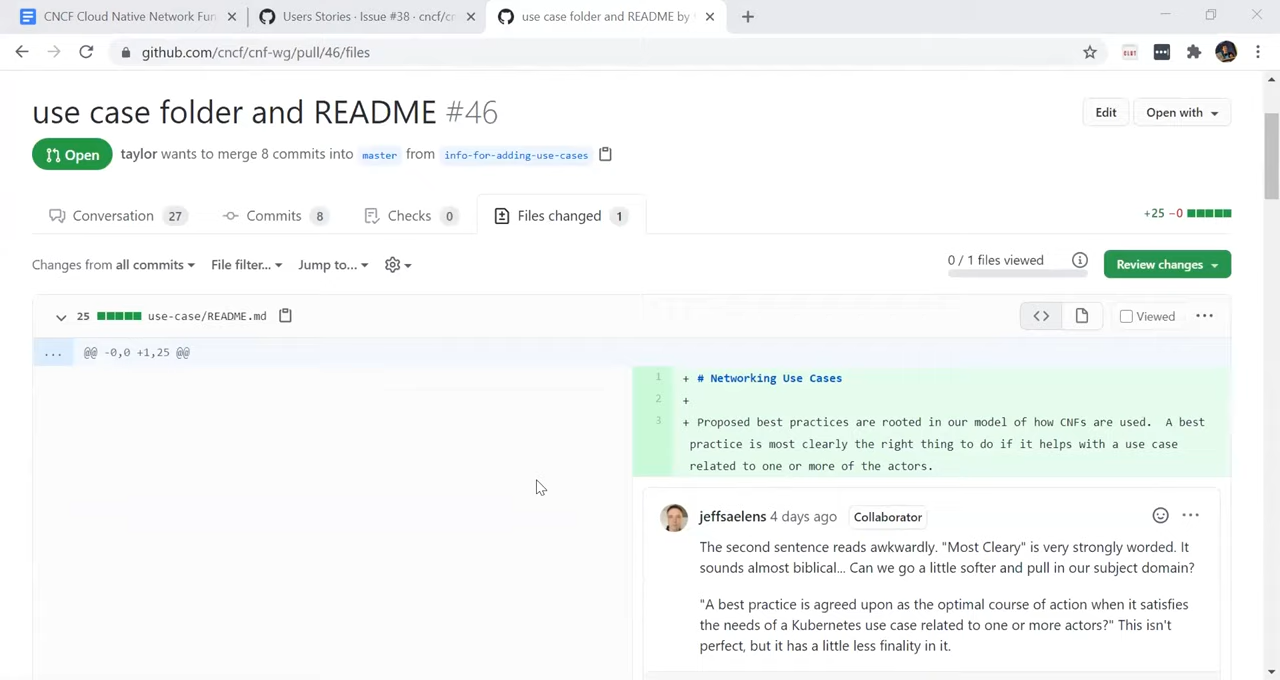 CNCF Cloud Native Network Fun
Users Stories · Issue #38 · cncf/cn
use case folder and README by
github.com/cncf/cnf-wg/pull/46/files
use case folder and README #46
Edit
Open with
Open
taylor wants to merge 8 commits into master from info-for-adding-use-cases
Conversation 27
Commits 8
Checks 0
Files changed 1
+25 −0
Changes from all commits
File filter...
Jump to...
0 / 1 files viewed
Review changes
25 use-case/README.md
<>
Viewed
...
@@ -0,0 +1,25 @@
1 + # Networking Use Cases
2 +
3 + Proposed best practices are rooted in our model of how CNFs are used. A best
practice is most clearly the right thing to do if it helps with a use case
related to one or more of the actors.
jeffsaelens 4 days ago Collaborator
The second sentence reads awkwardly. "Most Cleary" is very strongly worded. It
sounds almost biblical... Can we go a little softer and pull in our subject domain?
"A best practice is agreed upon as the optimal course of action when it satisfies
the needs of a Kubernetes use case related to one or more actors?" This isn't
perfect, but it has a little less finality in it.